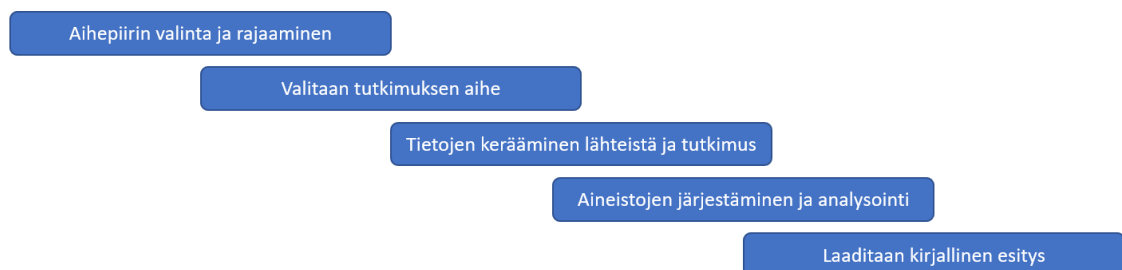 Aihepiirin valinta ja rajaaminen
Valitaan tutkimuksen aihe
Tietojen kerääminen lähteistä ja tutkimus
Aineistojen järjestäminen ja analysointi
Laaditaan kirjallinen esitys